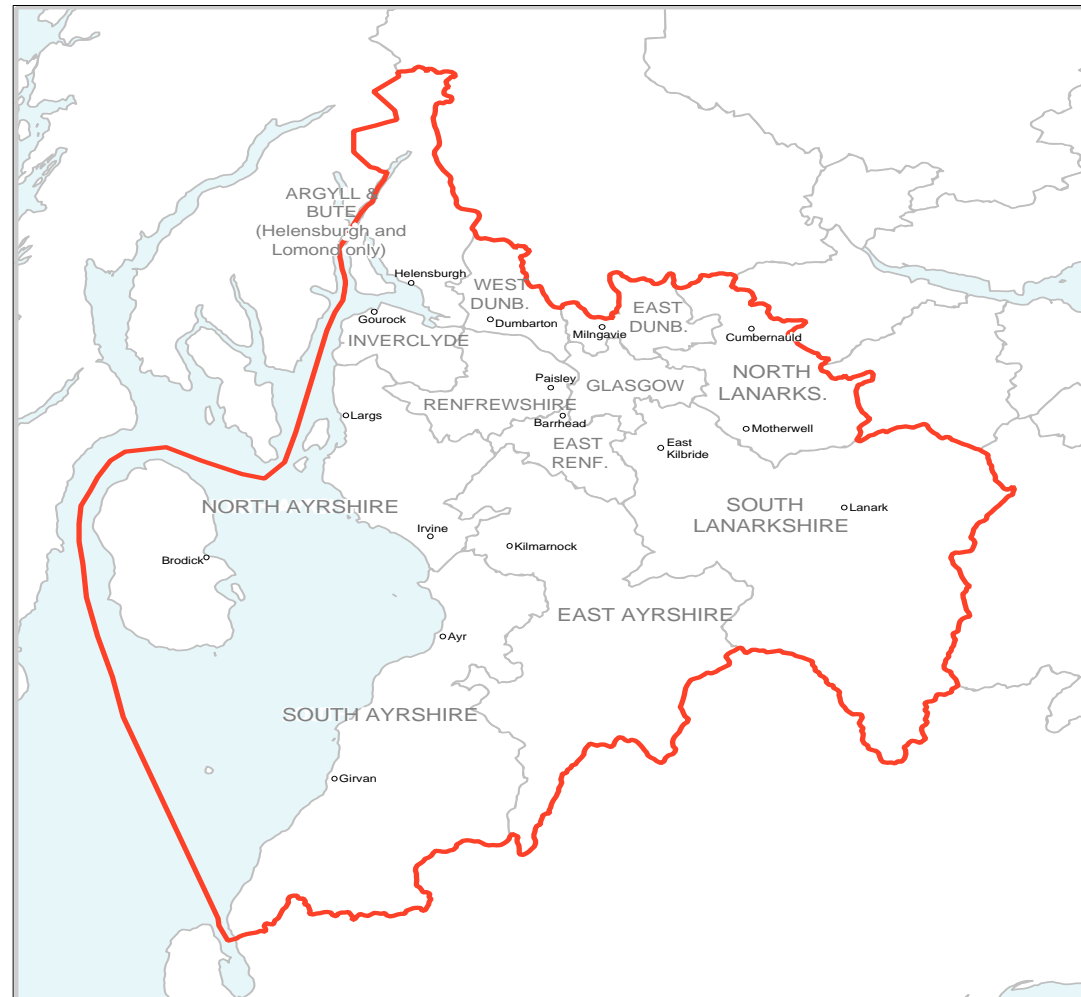 ARGYLL &
BUTE
(Helensburgh and
Lomond only)
Helensburgh
WEST
DUNB.
Dumbarton
Gourock
INVERCLYDE
Milngavie
EAST
DUNB.
Cumbernauld
NORTH
LANARKS.
Paisley
GLASGOW
RENFREWSHIRE
Barrhead
Largs
EAST
RENF.
East
Kilbride
Motherwell
SOUTH
LANARKSHIRE
Lanark
NORTH AYRSHIRE
Irvine
Kilmarnock
Brodick
EAST AYRSHIRE
Ayr
SOUTH AYRSHIRE
Girvan